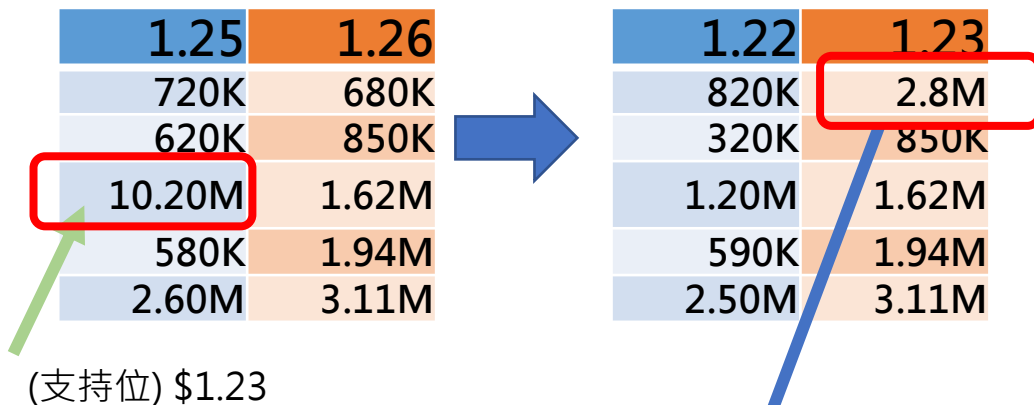 1.25 1.26 1.22 1.23
720K 680K 820K 2.8M
620K 850K 320K 850K
10.20M 1.62M 1.20M 1.62M
580K 1.94M 590K 1.94M
2.60M 3.11M 2.50M 3.11M
(支持位) $1.23